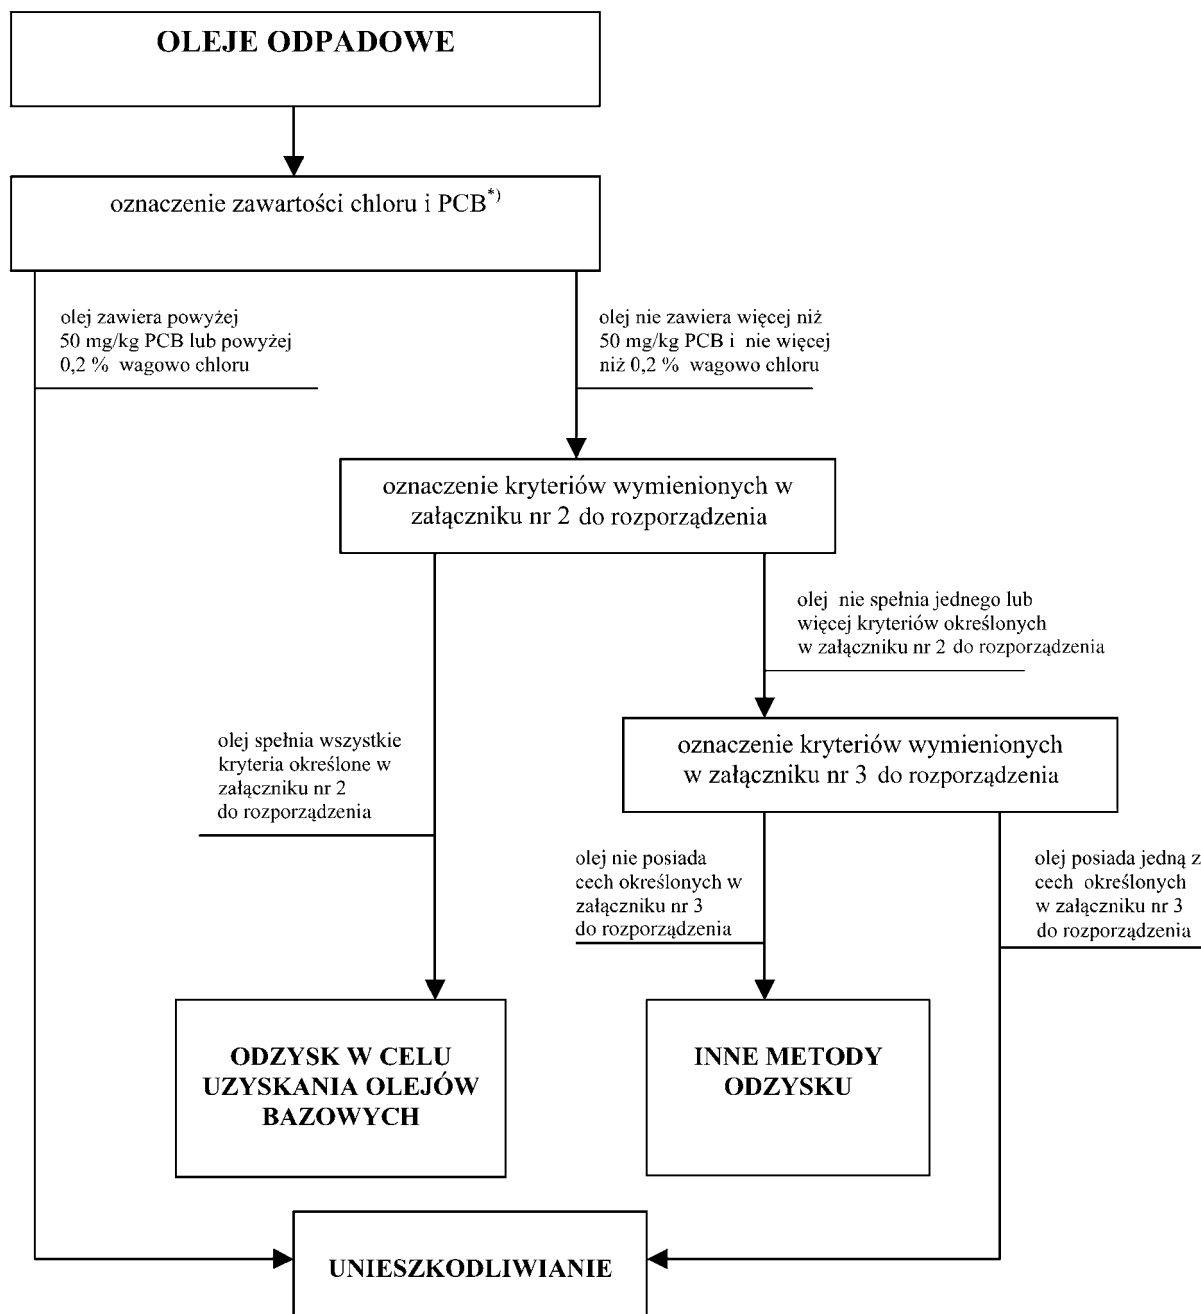 OLEJE ODPADOWE
oznaczenie zawartości chloru i PCB*)
olej zawiera powyżej
50 mg/kg PCB lub powyżej
0,2 % wagowo chloru
olej nie zawiera więcej niż
50 mg/kg PCB i nie więcej
niż 0,2 % wagowo chloru
oznaczenie kryteriów wymienionych w
załączniku nr 2 do rozporządzenia
olej nie spełnia jednego lub
więcej kryteriów określonych
w załączniku nr 2 do rozporządzenia
olej spełnia wszystkie
kryteria określone w
załączniku nr 2
do rozporządzenia
oznaczenie kryteriów wymienionych
w załączniku nr 3 do rozporządzenia
olej nie posiada
cech określonych w
załączniku nr 3
do rozporządzenia
olej posiada jedną z
cech określonych
w załączniku nr 3
do rozporządzenia
ODZYSK W CELU
UZYSKANIA OLEJÓW
BAZOWYCH
INNE METODY
ODZYSKU
UNIESZKODLIWIANIE